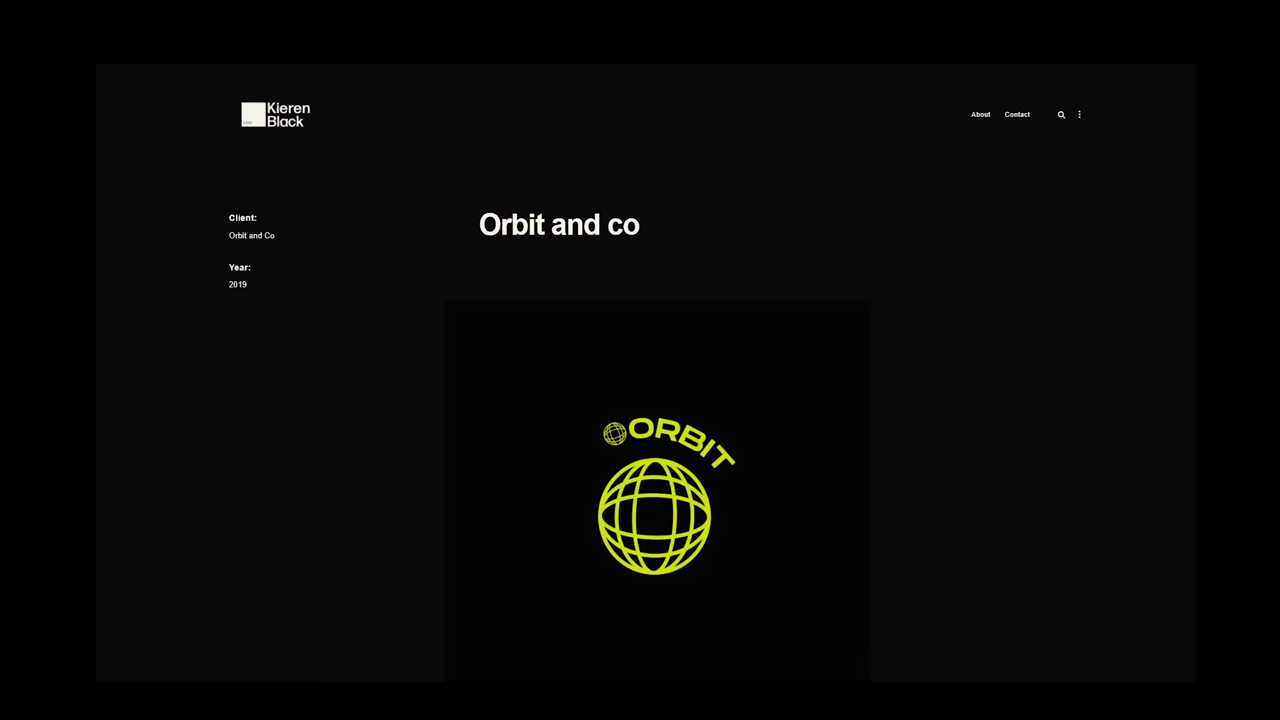 Kieren
Black
About
Contact
Client:
Orbit and Co
Year:
2019
Orbit and co
ORBIT